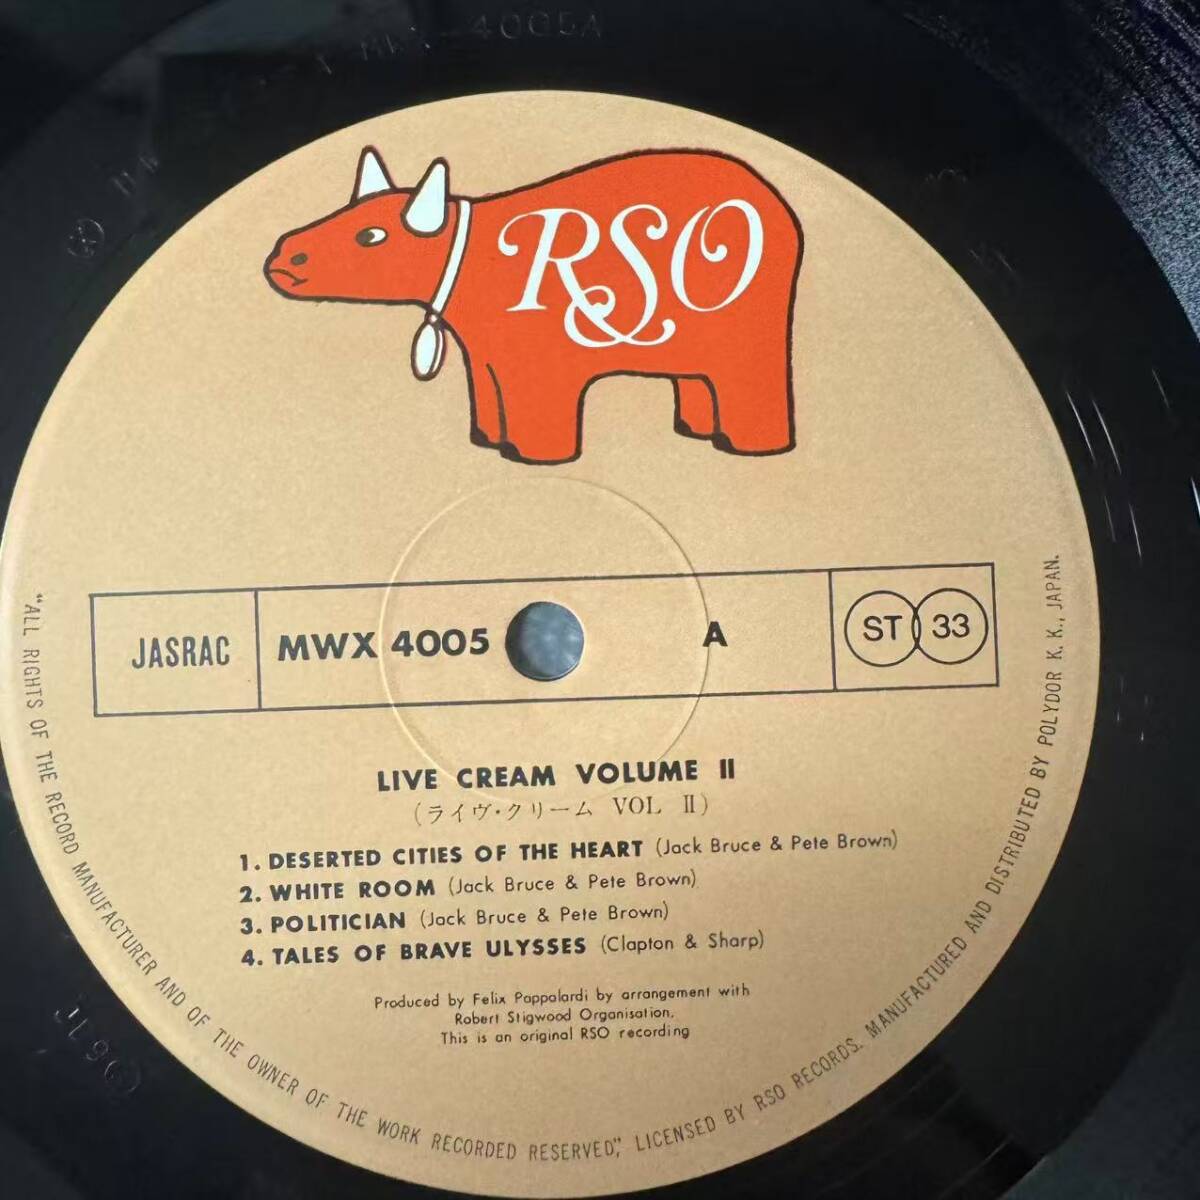 MWX-4005A
RSO
JASRAC
MWX 4005
A
ST 33
LIVE CREAM VOLUME II
(ライヴ・クリーム VOL II)
1. DESERTED CITIES OF THE HEART (Jack Bruce & Pete Brown)
2. WHITE ROOM (Jack Bruce & Pete Brown)
3. POLITICIAN (Jack Bruce & Pete Brown)
4. TALES OF BRAVE ULYSSES (Clapton & Sharp)
Produced by Felix Pappalardi by arrangement with
Robert Stigwood Organisation.
This is an original RSO recording
"ALL RIGHTS OF THE RECORD MANUFACTURER AND OF THE OWNER OF THE WORK RECORDED RESERVED", LICENSED BY RSO RECORDS. MANUFACTURED AND DISTRIBUTED BY POLYDOR K. K., JAPAN.